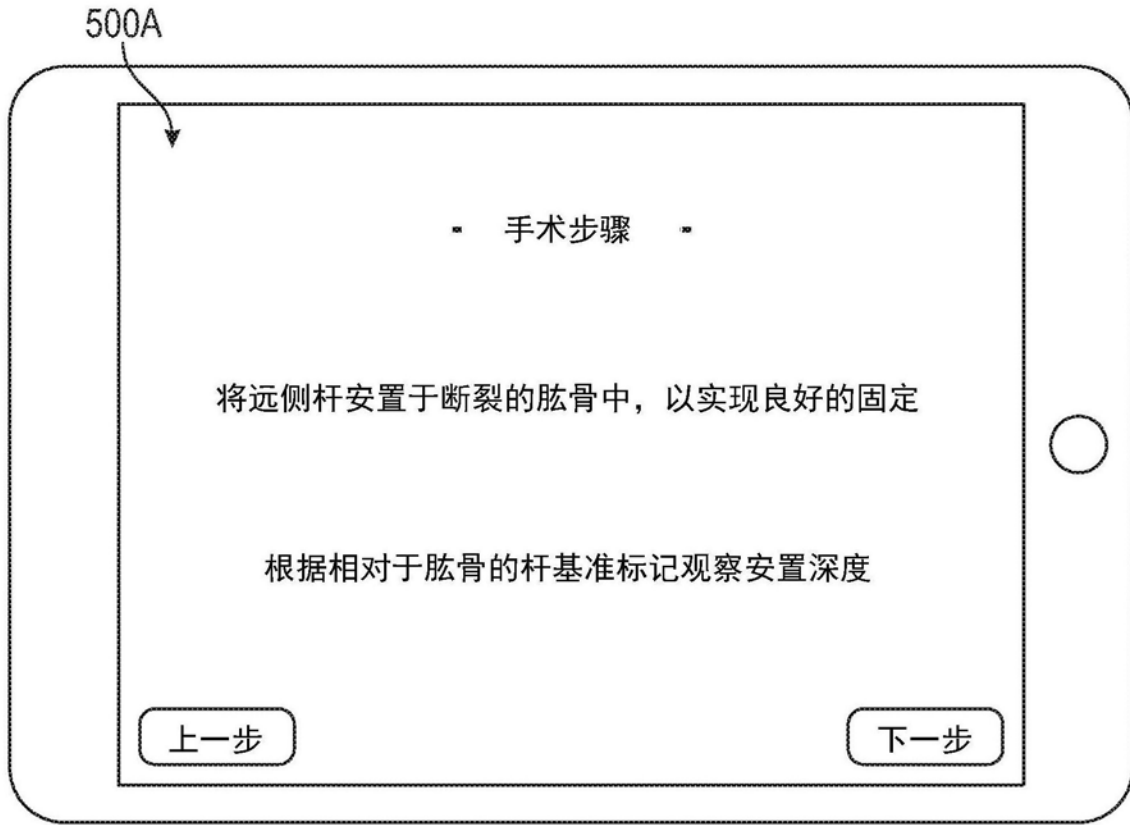 500A
手术步骤
将远侧杆安置于断裂的肱骨中，以实现良好的固定
根据相对于肱骨的杆基准标记观察安置深度
上一步
下一步